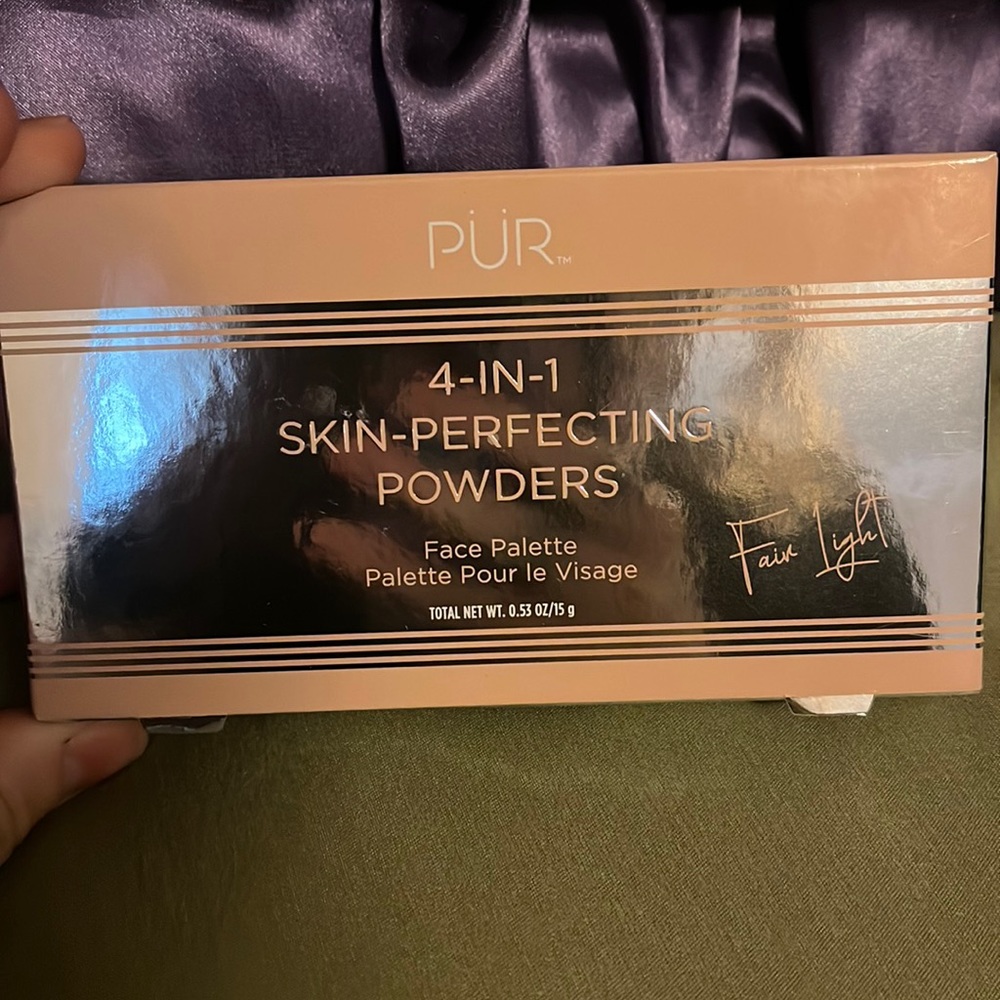 PÜR™
4-IN-1
SKIN-PERFECTING
POWDERS
Face Palette
Palette Pour le Visage
TOTAL NET WT. 0.53 OZ/15 g
Fair Light